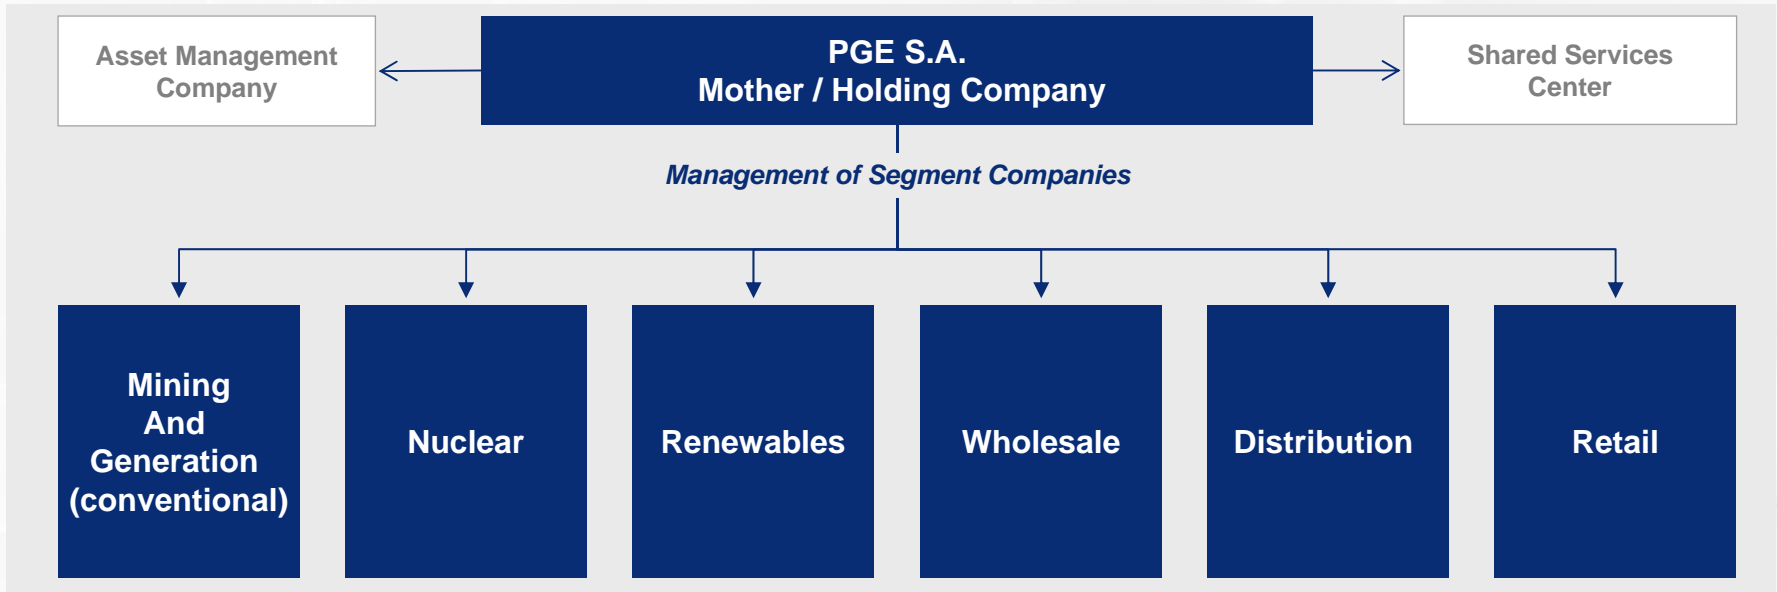 Asset Management
Company
PGE S.A.
Mother / Holding Company
Shared Services
Center
Management of Segment Companies
Mining
And
Generation
(conventional)
Nuclear
Renewables
Wholesale
Distribution
Retail